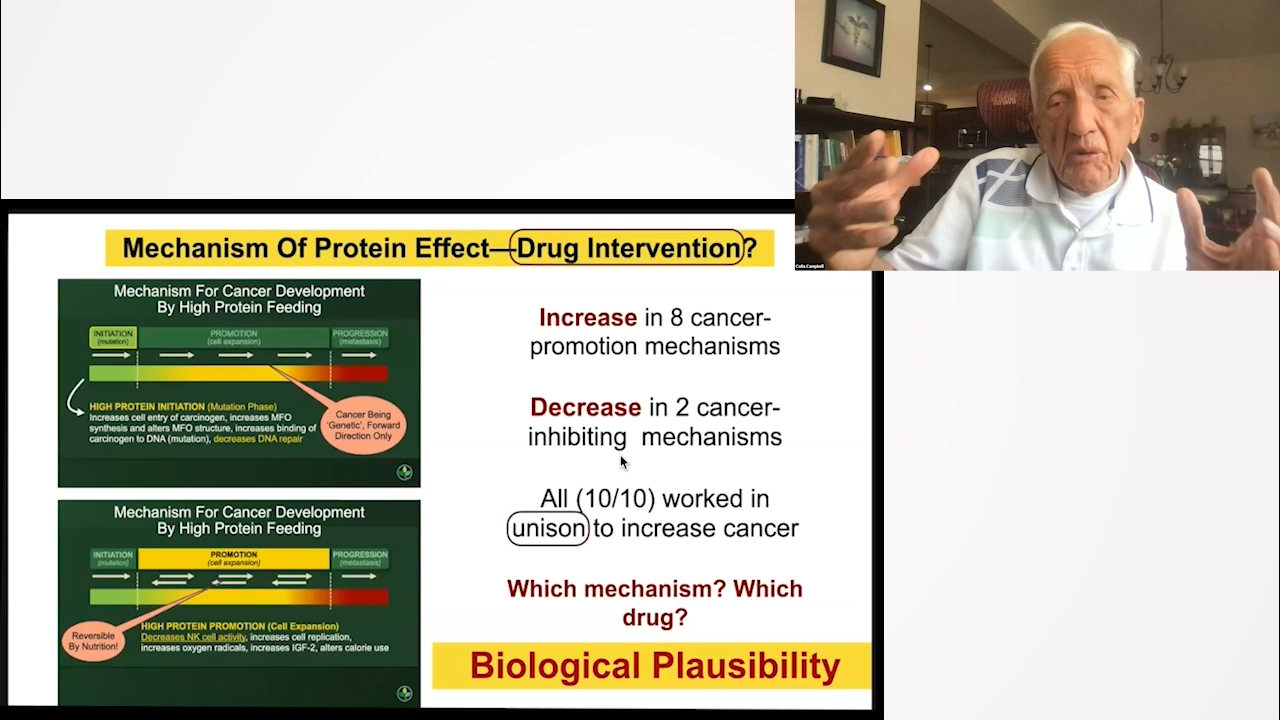 Colin Campbell
Mechanism Of Protein Effect—Drug Intervention?
Mechanism For Cancer Development
By High Protein Feeding
INITIATION
(mutation)
PROMOTION
(cell expansion)
PROGRESSION
(metastasis)
HIGH PROTEIN INITIATION (Mutation Phase)
Increases cell entry of carcinogen, increases MFO
synthesis and alters MFO structure, increases binding of
carcinogen to DNA (mutation), decreases DNA repair
Cancer Being
'Genetic', Forward
Direction Only
Mechanism For Cancer Development
By High Protein Feeding
INITIATION
(mutation)
PROMOTION
(cell expansion)
PROGRESSION
(metastasis)
Reversible
By Nutrition!
HIGH PROTEIN PROMOTION (Cell Expansion)
Decreases NK cell activity, increases cell replication,
increases oxygen radicals, increases IGF-2, alters calorie use
Increase in 8 cancer-
promotion mechanisms
Decrease in 2 cancer-
inhibiting mechanisms
All (10/10) worked in
unison to increase cancer
Which mechanism? Which
drug?
Biological Plausibility